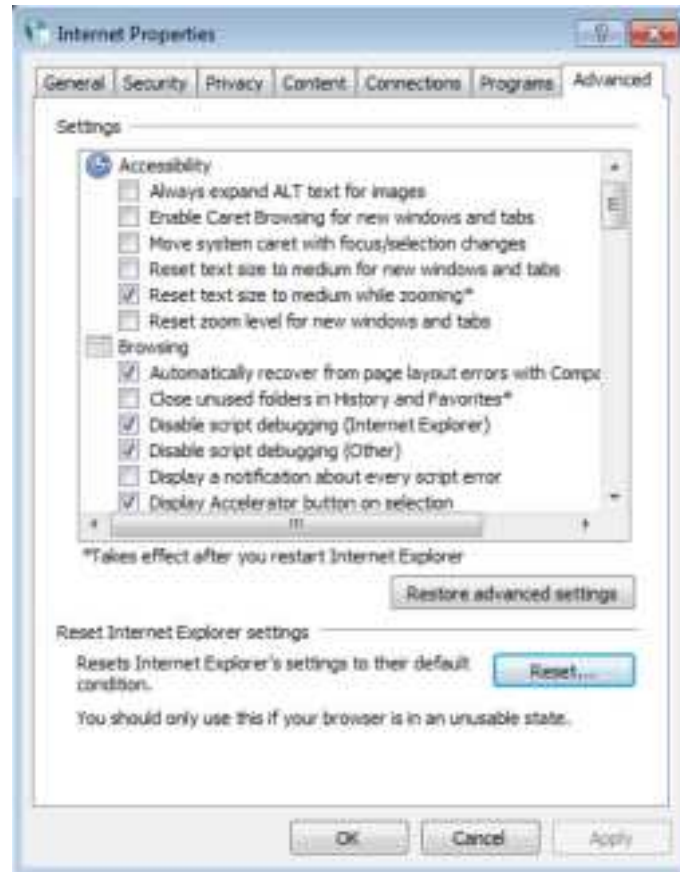 Internet Properties
General Security Privacy Content Connections Programs Advanced
Settings
Accessibility
Always expand ALT text for images
Enable Caret Browsing for new windows and tabs
Move system caret with focus/selection changes
Reset text size to medium for new windows and tabs
Reset text size to medium while zooming*
Reset zoom level for new windows and tabs
Browsing
Automatically recover from page layout errors with Compa
Close unused folders in History and Favorites*
Disable script debugging (Internet Explorer)
Disable script debugging (Other)
Display a notification about every script error
Display Accelerator button on selection
*Takes effect after you restart Internet Explorer
Restore advanced settings
Reset Internet Explorer settings
Resets Internet Explorer's settings to their default
condition.
Reset...
You should only use this if your browser is in an unusable state.
OK Cancel Apply